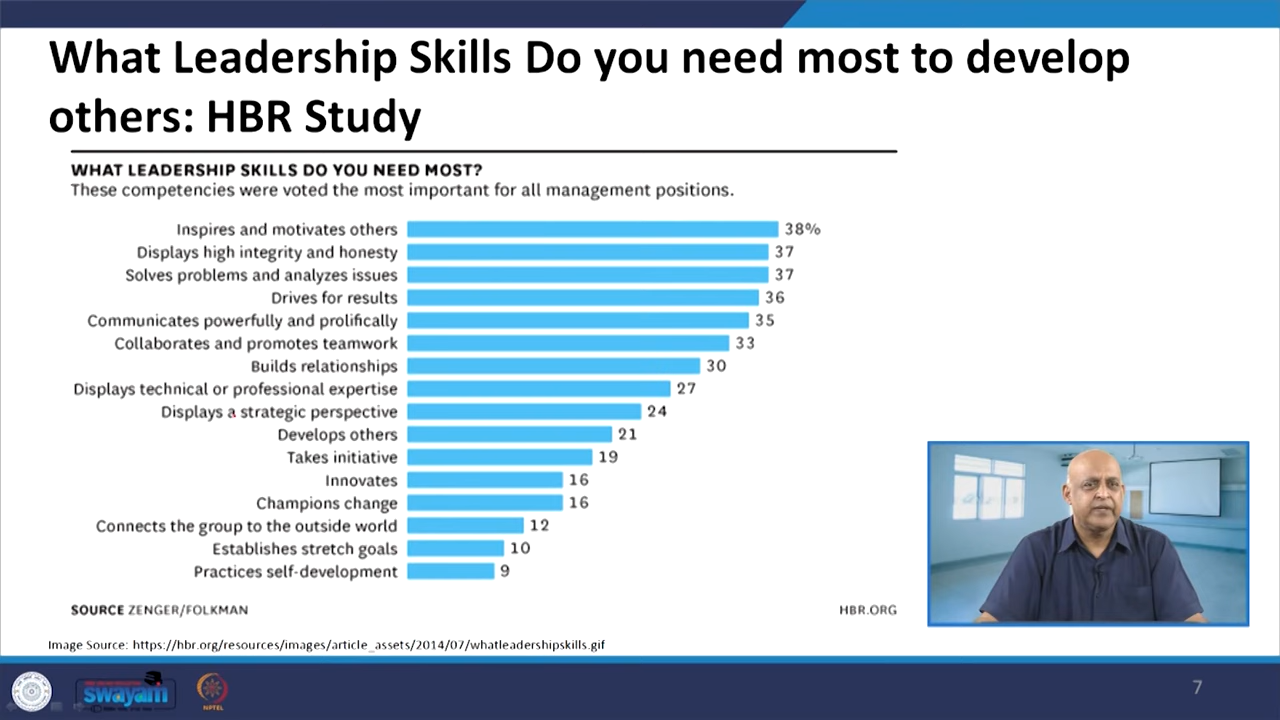 What Leadership Skills Do you need most to develop
others: HBR Study
WHAT LEADERSHIP SKILLS DO YOU NEED MOST?
These competencies were voted the most important for all management positions.
Inspires and motivates others 38%
Displays high integrity and honesty 37
Solves problems and analyzes issues 37
Drives for results 36
Communicates powerfully and prolifically 35
Collaborates and promotes teamwork 33
Builds relationships 30
Displays technical or professional expertise 27
Displays a strategic perspective 24
Develops others 21
Takes initiative 19
Innovates 16
Champions change 16
Connects the group to the outside world 12
Establishes stretch goals 10
Practices self-development 9
SOURCE ZENGER/FOLKMAN HBR.ORG
Image Source: https://hbr.org/resources/images/article_assets/2014/07/whatleadershipskills.gif
swayam
NPTEL
7